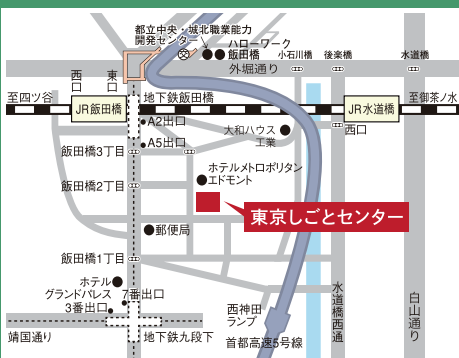 都立中央・城北職業能力
開発センター
ハローワーク
飯田橋
小石川橋
後楽橋
水道橋
外堀通り
西口
東口
至四ツ谷
JR飯田橋
地下鉄飯田橋
JR水道橋
至御茶ノ水
A2出口
西口
大和ハウス
工業
A5出口
飯田橋3丁目
ホテルメトロポリタン
エドモント
飯田橋2丁目
東京しごとセンター
郵便局
飯田橋1丁目
ホテル
グランドパレス
7番出口
3番出口
西神田
ランプ
水道橋西通
白山通り
靖国通り
地下鉄九段下
首都高速5号線